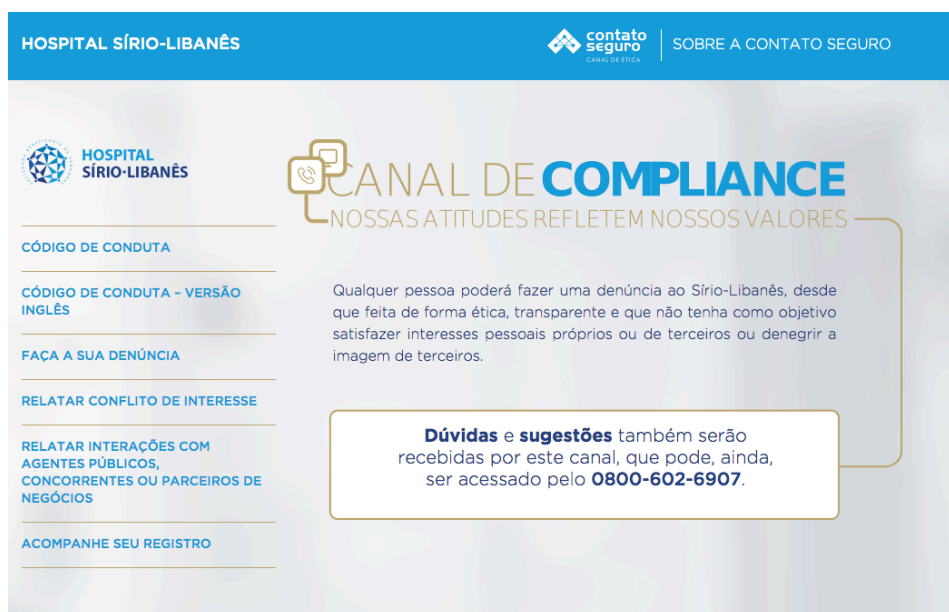 HOSPITAL SÍRIO-LIBANÊS
contato
seguro
CANAL DE ÉTICA
SOBRE A CONTATO SEGURO
HOSPITAL
SÍRIO·LIBANÊS
CÓDIGO DE CONDUTA
CÓDIGO DE CONDUTA – VERSÃO
INGLÊS
FAÇA A SUA DENÚNCIA
RELATAR CONFLITO DE INTERESSE
RELATAR INTERAÇÕES COM
AGENTES PÚBLICOS,
CONCORRENTES OU PARCEIROS DE
NEGÓCIOS
ACOMPANHE SEU REGISTRO
CANAL DE COMPLIANCE
NOSSAS ATITUDES REFLETEM NOSSOS VALORES
Qualquer pessoa poderá fazer uma denúncia ao Sírio-Libanês, desde
que feita de forma ética, transparente e que não tenha como objetivo
satisfazer interesses pessoais próprios ou de terceiros ou denegrir a
imagem de terceiros.
Dúvidas e sugestões também serão
recebidas por este canal, que pode, ainda,
ser acessado pelo 0800-602-6907.